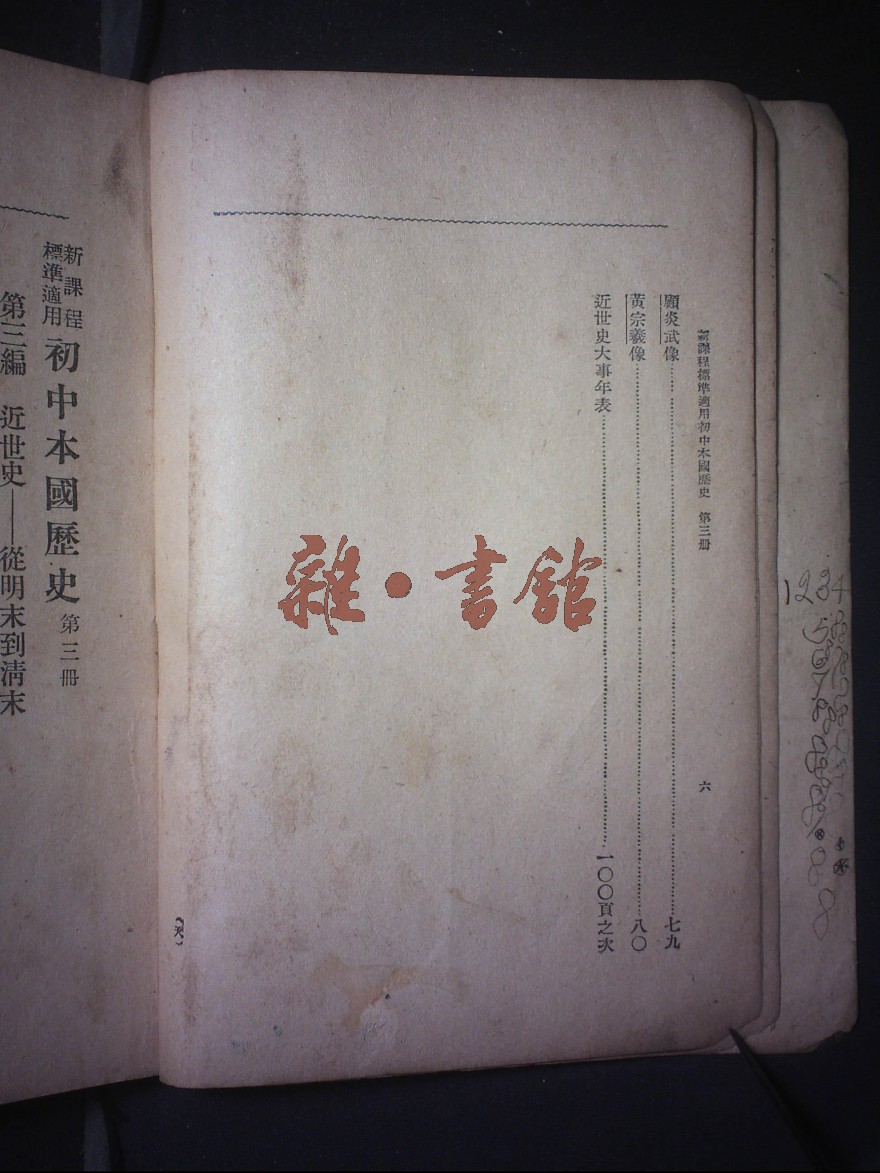 新課程標準適用初中本國歷史 第三册 六
顧炎武像……七九
黃宗羲像……八〇
近世史大事年表……一〇〇頁之次
雜·書館
新課程
標準適用
初中本國歷史 第三册
第三編 近世史——從明末到清末
1234